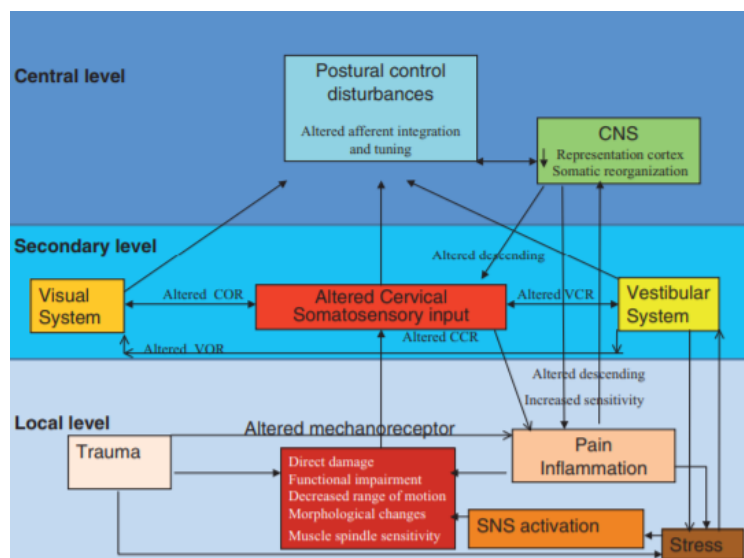 Postural control
disturbances
Altered afferent integration
and tuning
Central level
CNS
Representation cortex
Somatic reorganization
Secondary level
Altered descending
Visual
System
Altered COR
Altered Cervical
Somatosensory input
Altered VCR
Vestibular
System
Altered CCR
Altered VOR
Altered descending
Increased sensitivity
Local level
Altered mechanoreceptor
Trauma
Direct damage
Functional impairment
Decreased range of motion
Morphological changes
Muscle spindle sensitivity
Pain
Inflammation
SNS activation
Stress